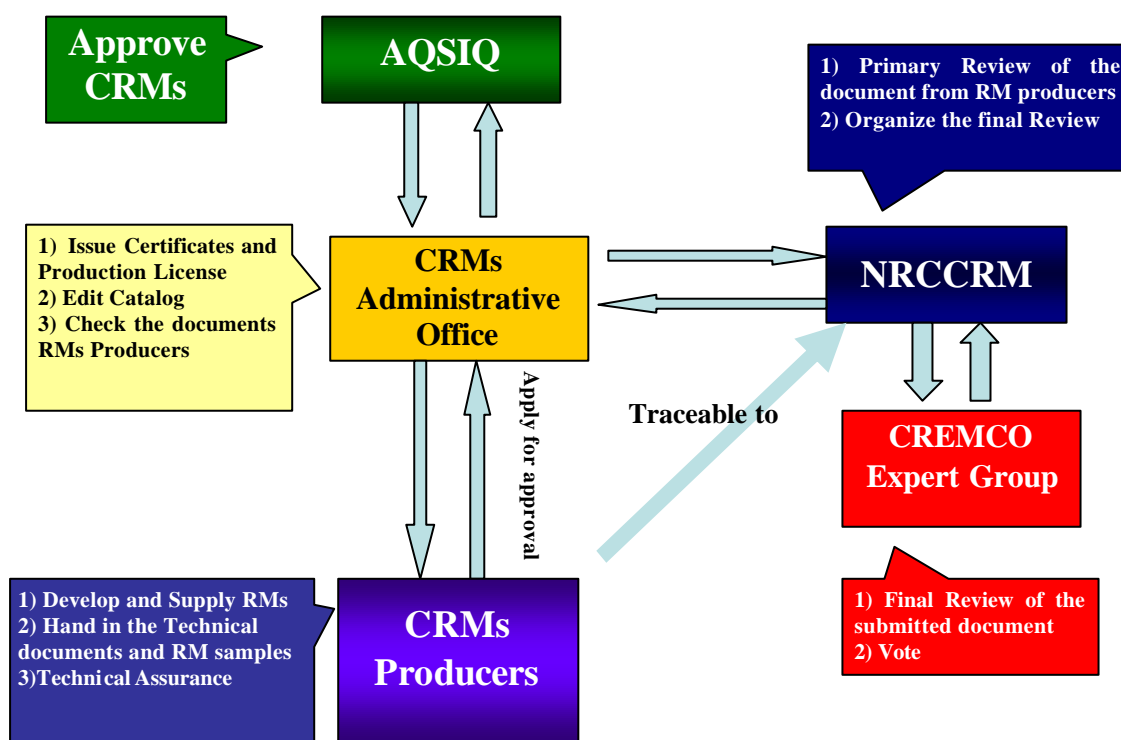 Approve
CRMs
AQSIQ
1) Primary Review of the
document from RM producers
2) Organize the final Review
1) Issue Certificates and
Production License
2) Edit Catalog
3) Check the documents
RMs Producers
CRMs
Administrative
Office
NRCCRM
Apply for approval
Traceable to
CREMCO
Expert Group
1) Develop and Supply RMs
2) Hand in the Technical
documents and RM samples
3)Technical Assurance
CRMs
Producers
1) Final Review of the
submitted document
2) Vote